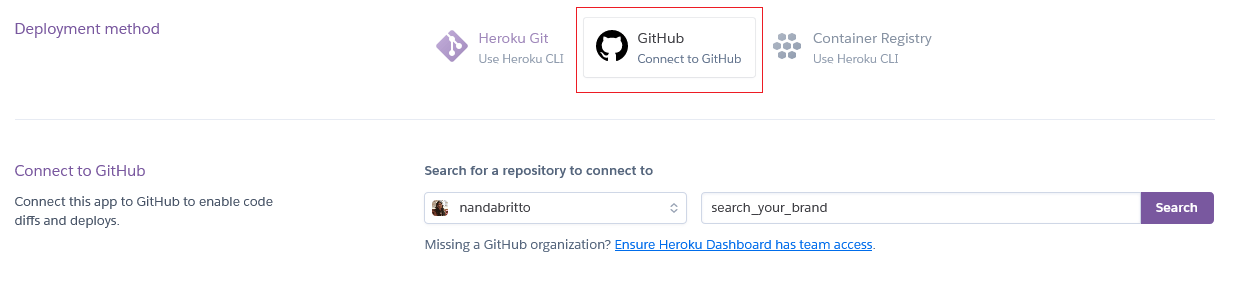 Deployment method
Heroku Git
Use Heroku CLI
GitHub
Connect to GitHub
Container Registry
Use Heroku CLI
Connect to GitHub
Connect this app to GitHub to enable code
diffs and deploys.
Search for a repository to connect to
nandabritto
search_your_brand
Search
Missing a GitHub organization? Ensure Heroku Dashboard has team access.